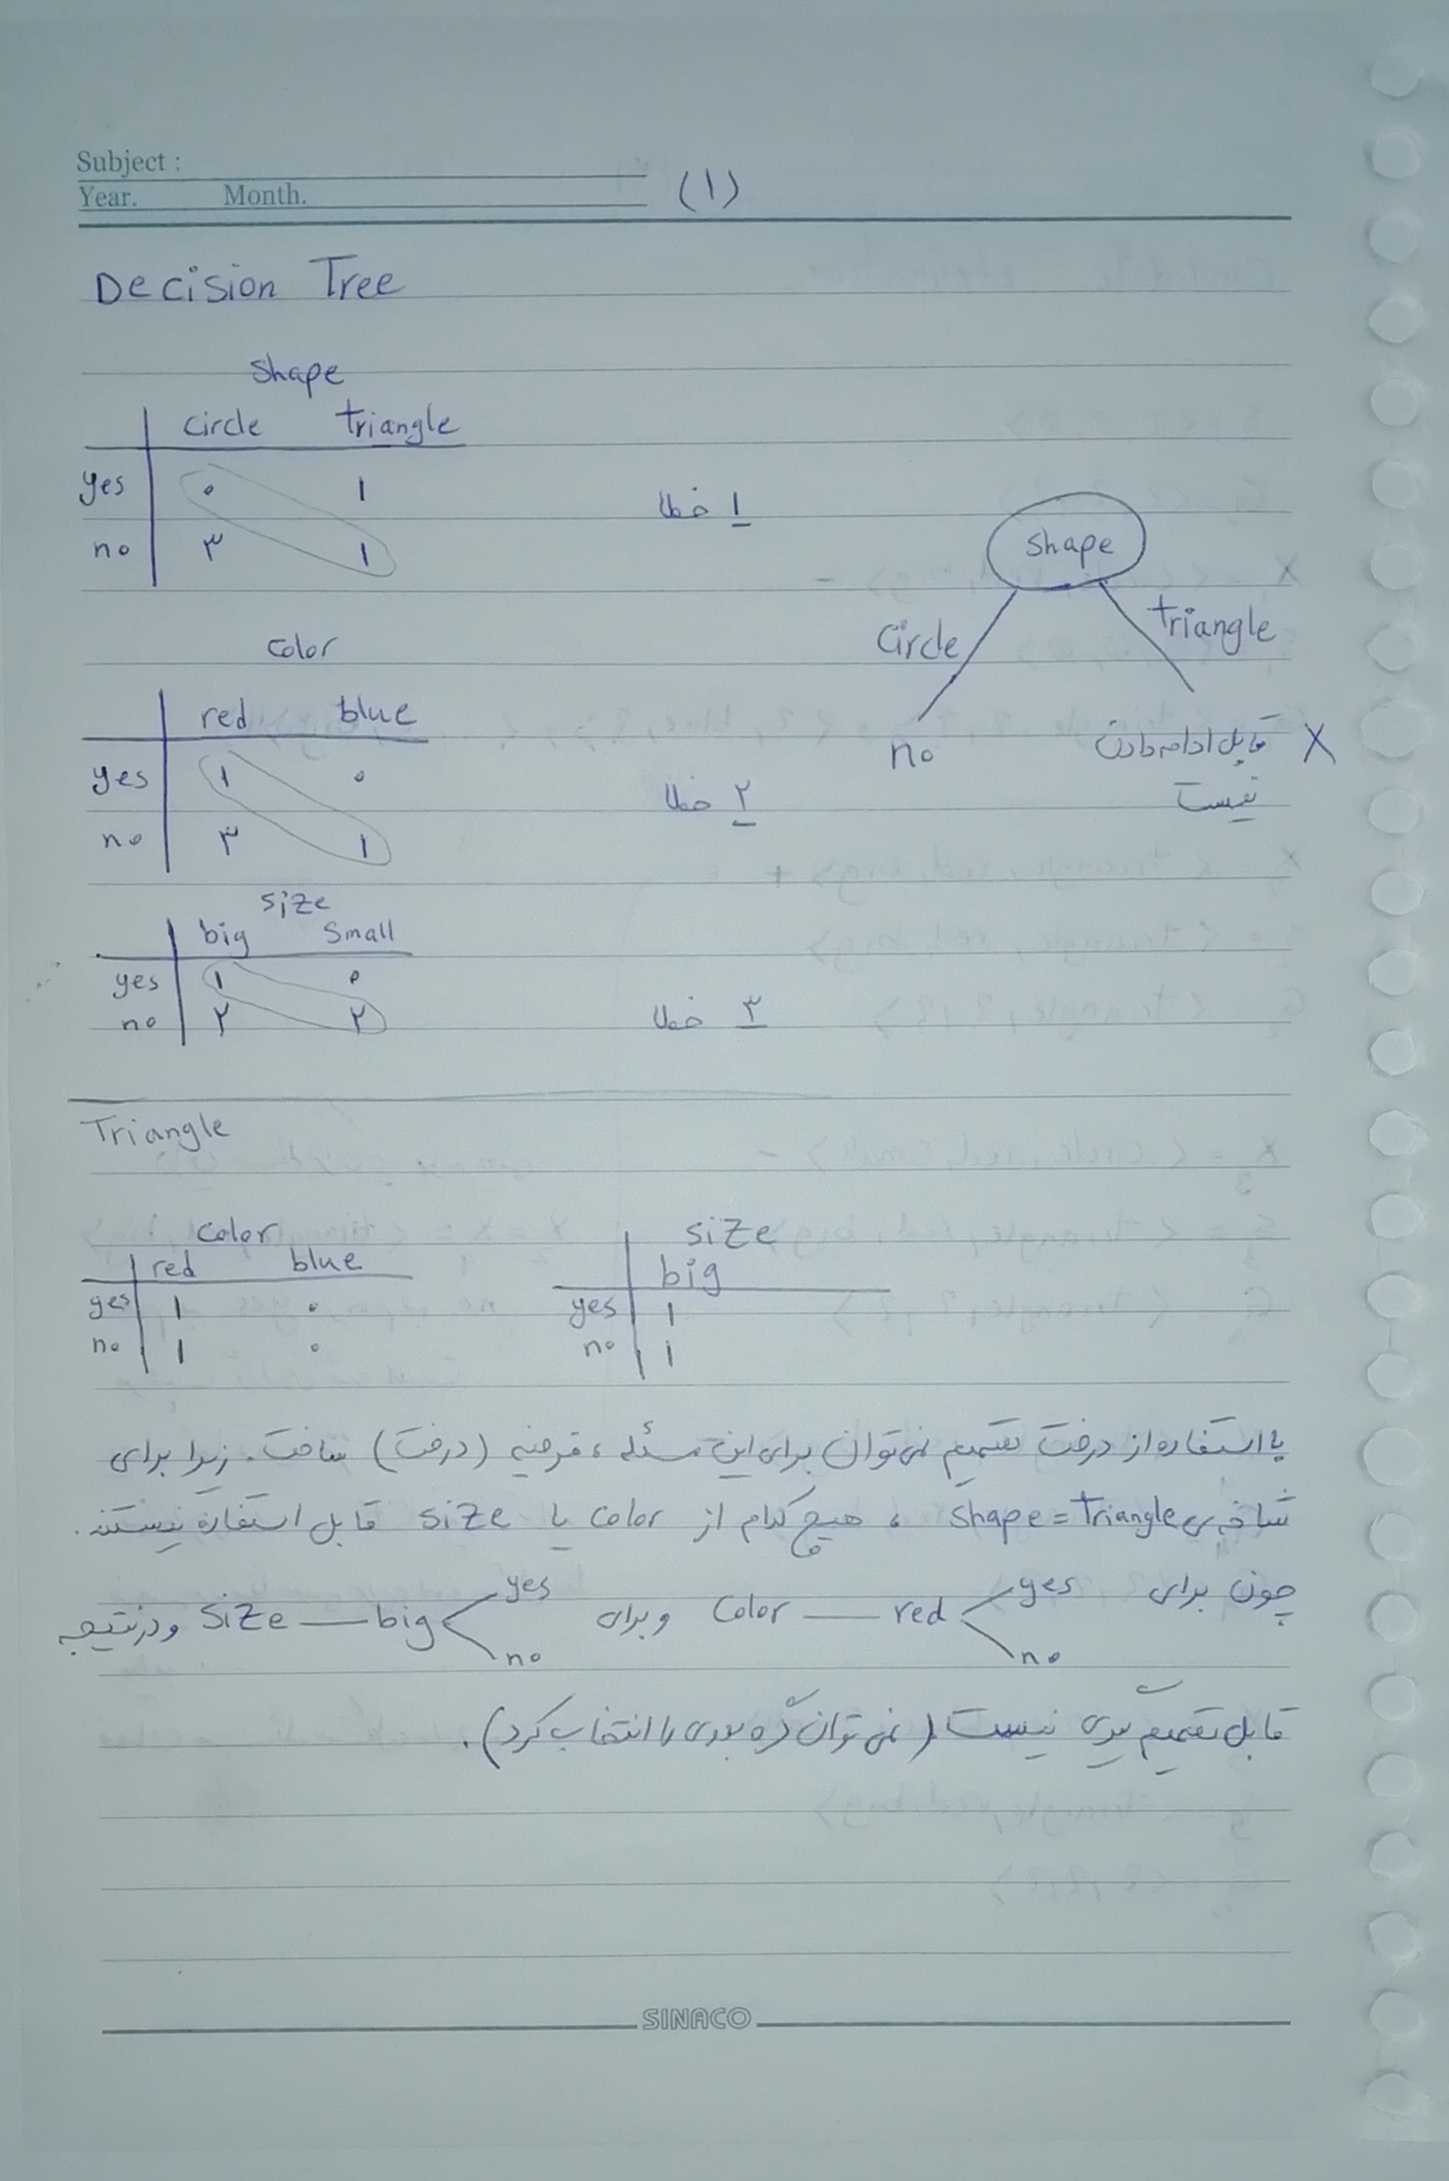 Subject :
Year. Month.
(1)
Decision Tree
shape
circle triangle
yes ۰ ۱
no ۳ ۱
۱ خطا
shape
Circle triangle
no
قابل ادامه دادن
نیست
X
color
red blue
yes ۱ ۰
no ۳ ۱
۲ خطا
size
big small
yes ۱ ۰
no ۲ ۲
۳ خطا
Triangle
color
red blue
yes ۱ ۰
no ۱ ۰
size
big
yes ۱
no ۱
با استفاده از درخت تصمیم نمی‌توان برای این مسئله، فرضیه (درخت) ساخت. زیرا برای
شاخه‌ی shape = Triangle ، هیچ کدام از color یا size قابل استفاده نیستند.
چون برای color — red < yes no وبرای size — big < yes no ودرنتیجه
قابل تصمیم گیری نیست (نمی توان گره بعدی را انتخاب کرد).
SINACO